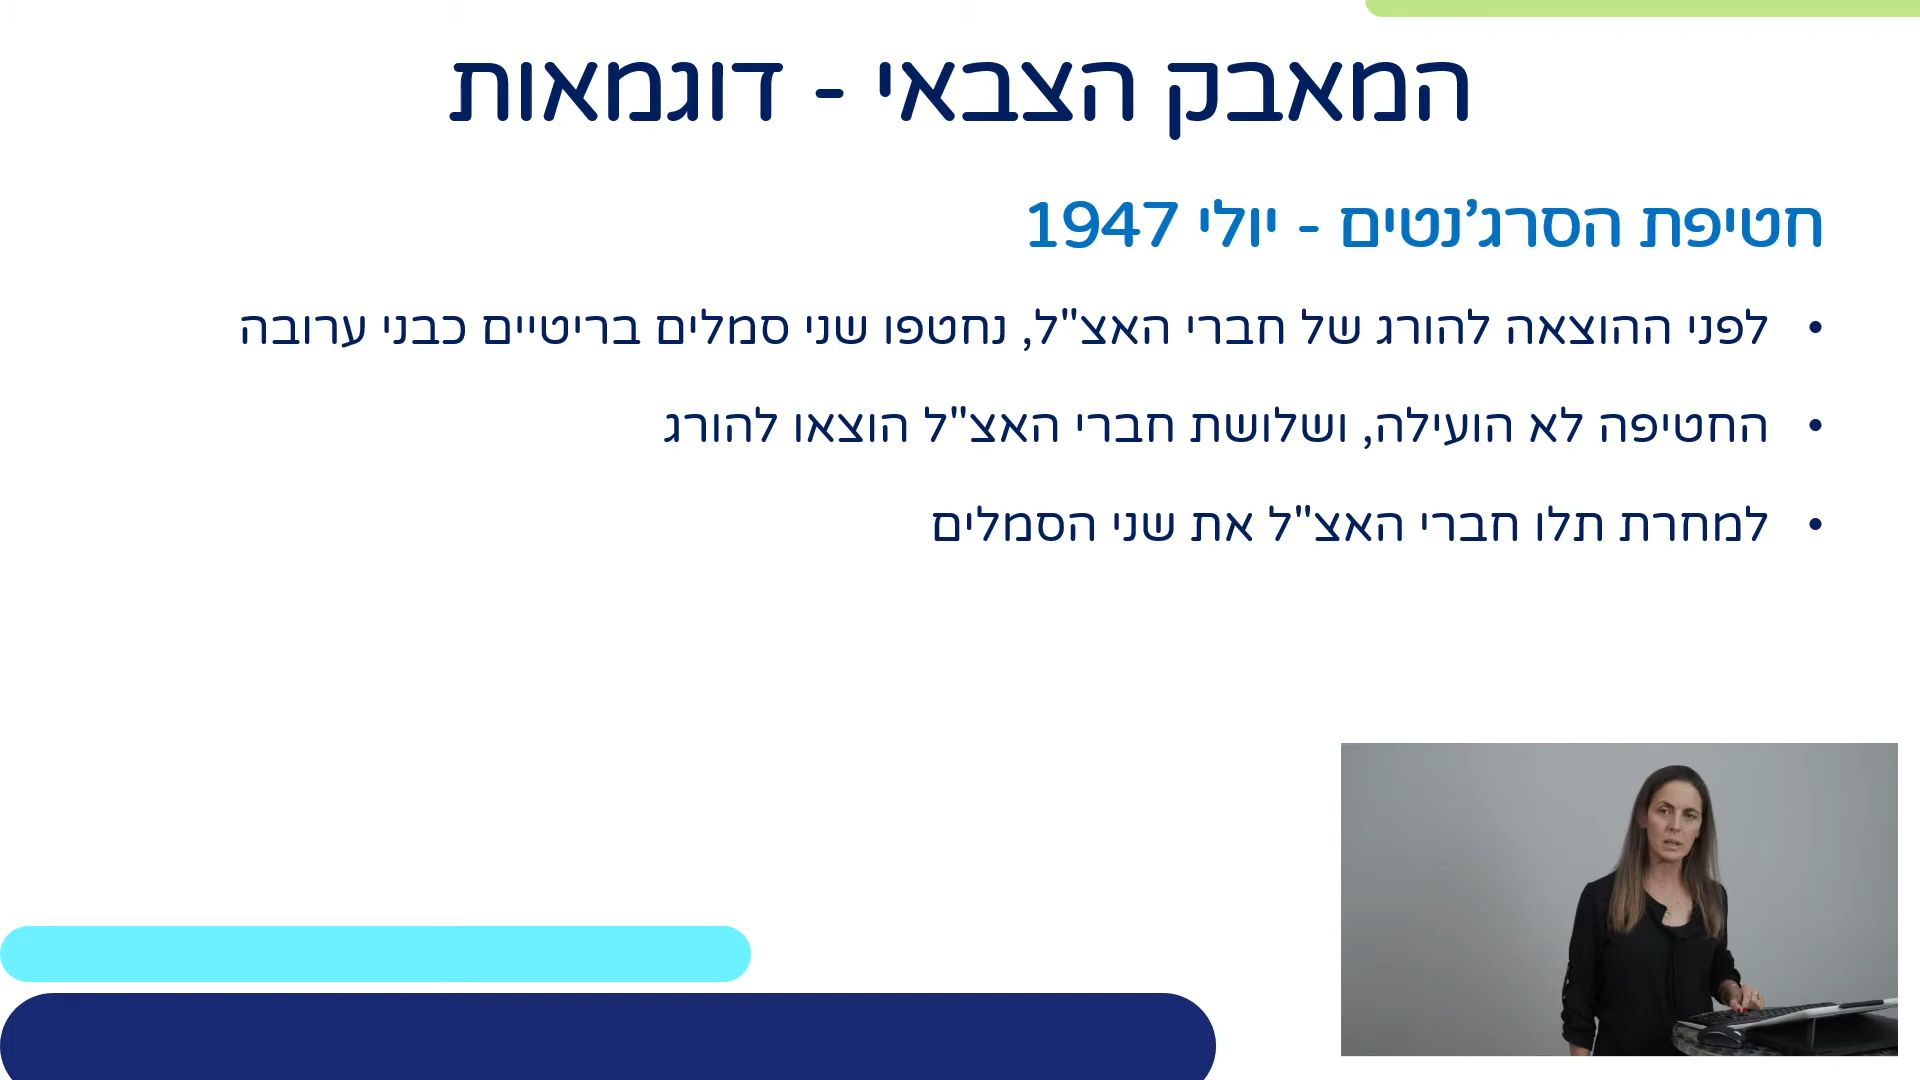 המאבק הצבאי - דוגמאות
חטיפת הסרג'נטים - יולי 1947
• לפני ההוצאה להורג של חברי האצ"ל, נחטפו שני סמלים בריטיים כבני ערובה
• החטיפה לא הועילה, ושלושת חברי האצ"ל הוצאו להורג
• למחרת תלו חברי האצ"ל את שני הסמלים